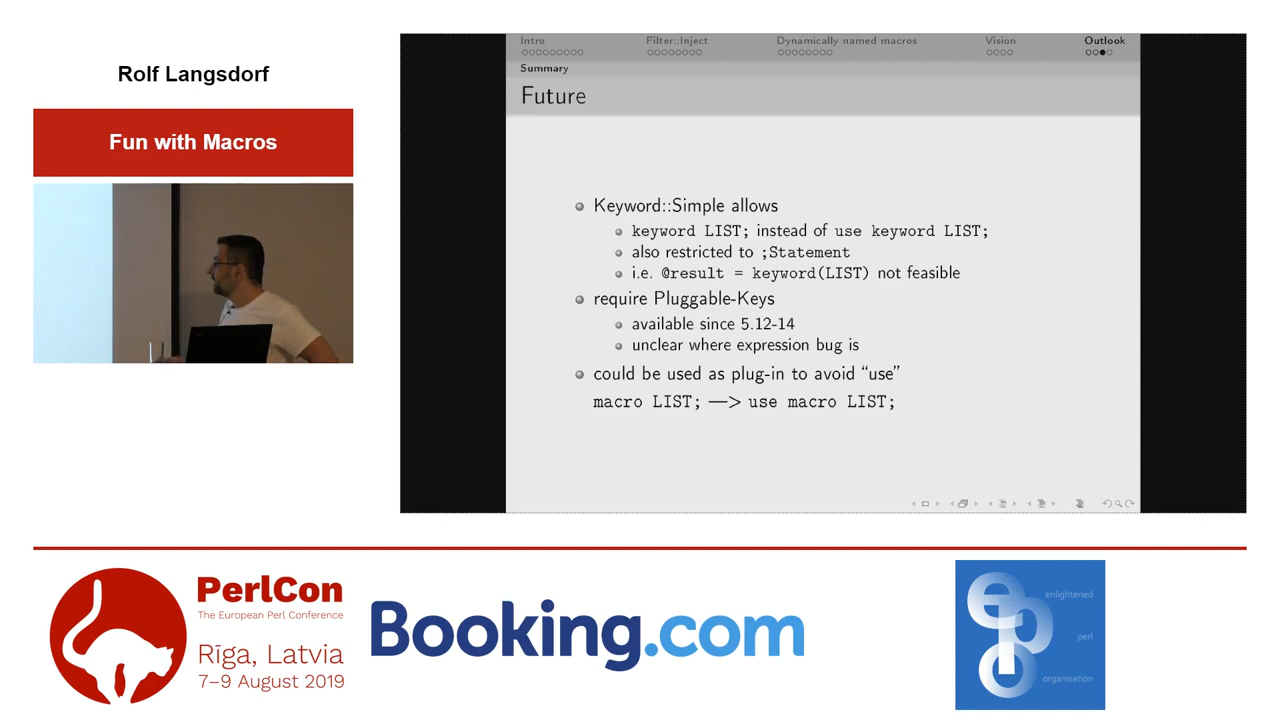 Rolf Langsdorf
Fun with Macros
Intro
Filter::Inject
Dynamically named macros
Vision
Outlook
Summary
Future
Keyword::Simple allows
keyword LIST; instead of use keyword LIST;
also restricted to ;Statement
i.e. @result = keyword(LIST) not feasible
require Pluggable-Keys
available since 5.12-14
unclear where expression bug is
could be used as plug-in to avoid “use”
macro LIST; —> use macro LIST;
PerlCon
The European Perl Conference
Rīga, Latvia
7–9 August 2019
Booking.com
epo
enlightened
perl
organisation